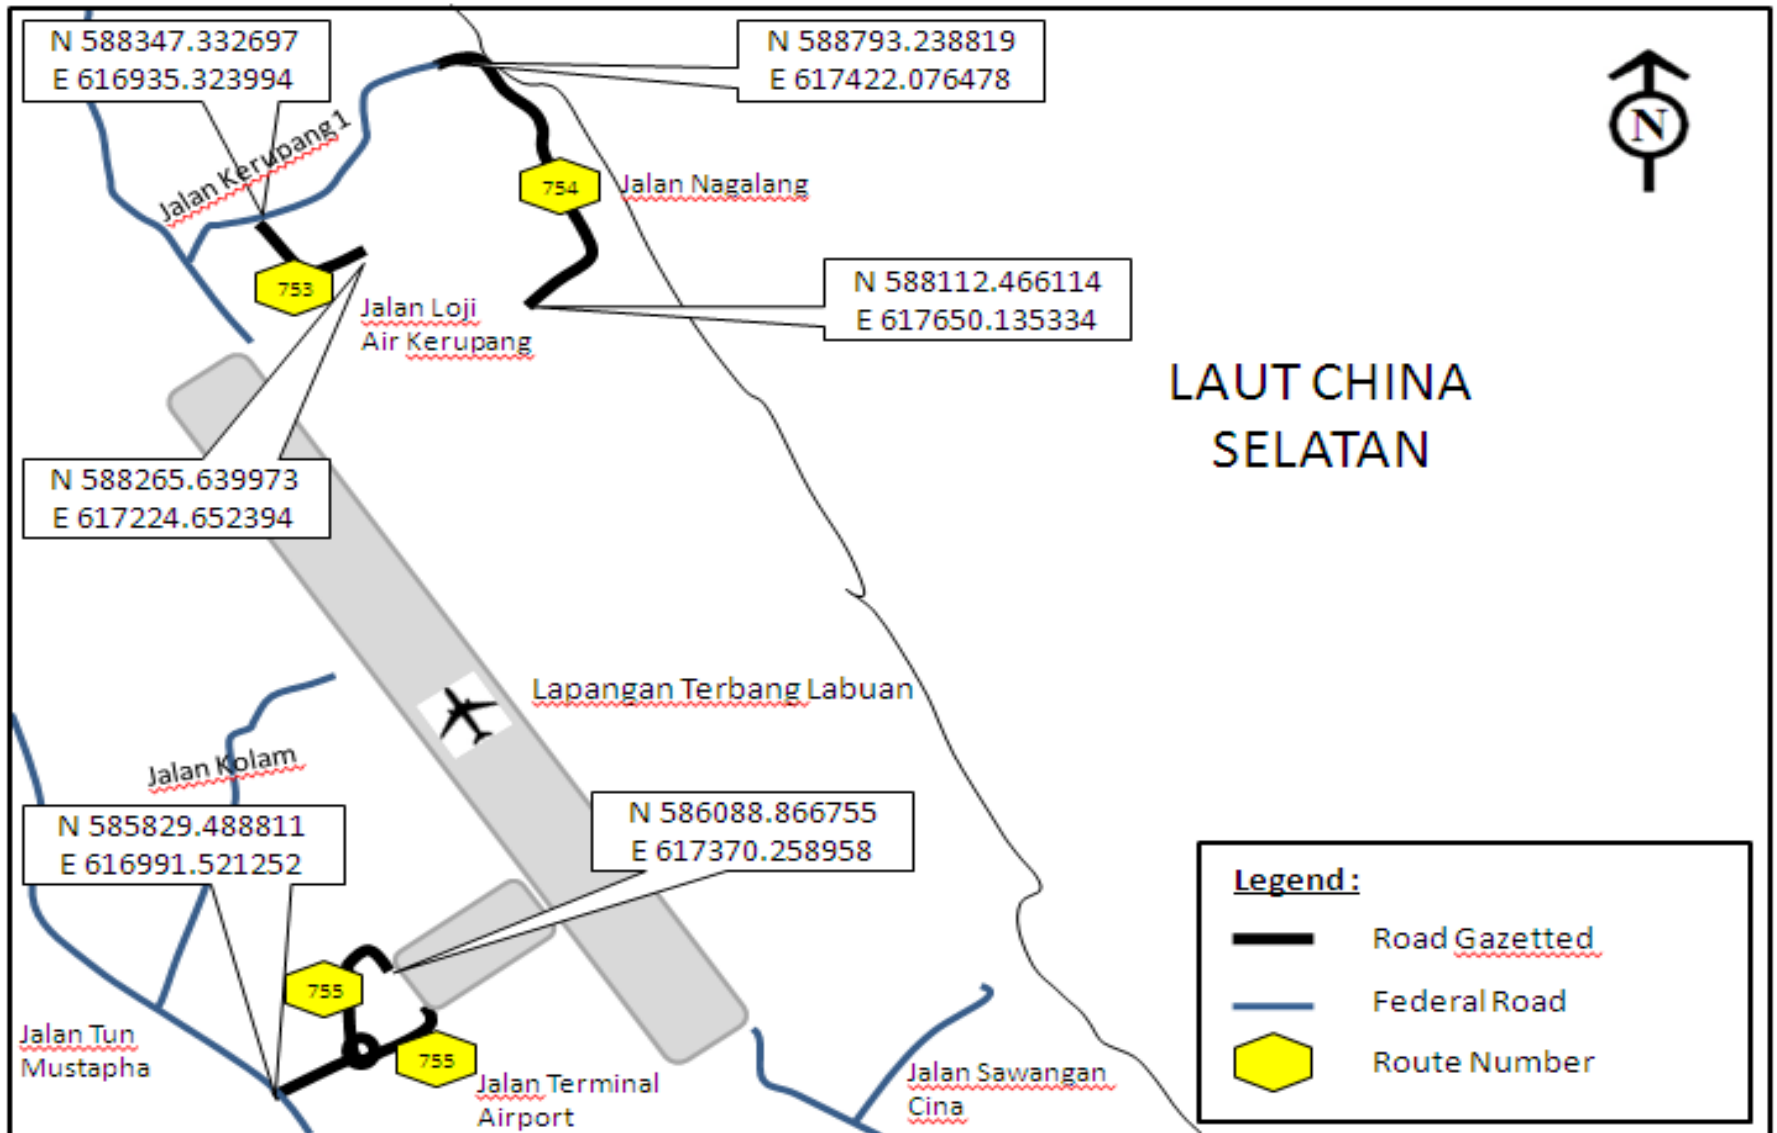 N 588347.332697
E 616935.323994
N 588793.238819
E 617422.076478
N
Jalan Kerupang 1
754
Jalan Nagalang
753
Jalan Loji
Air Kerupang
N 588112.466114
E 617650.135334
LAUT CHINA
SELATAN
N 588265.639973
E 617224.652394
Lapangan Terbang Labuan
Jalan Kolam
N 585829.488811
E 616991.521252
N 586088.866755
E 617370.258958
755
755
Jalan Tun
Mustapha
Jalan Terminal
Airport
Jalan Sawangan
Cina
Legend :
Road Gazetted
Federal Road
Route Number